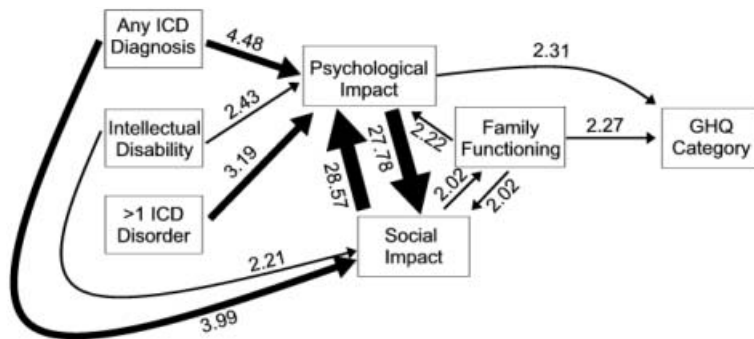 Any ICD
Diagnosis
4.48
Psychological
Impact
2.31
Intellectual
Disability
2.43
Family
Functioning
2.22
2.27
GHQ
Category
>1 ICD
Disorder
3.19
28.57
27.78
2.02
2.02
Social
Impact
2.21
3.99